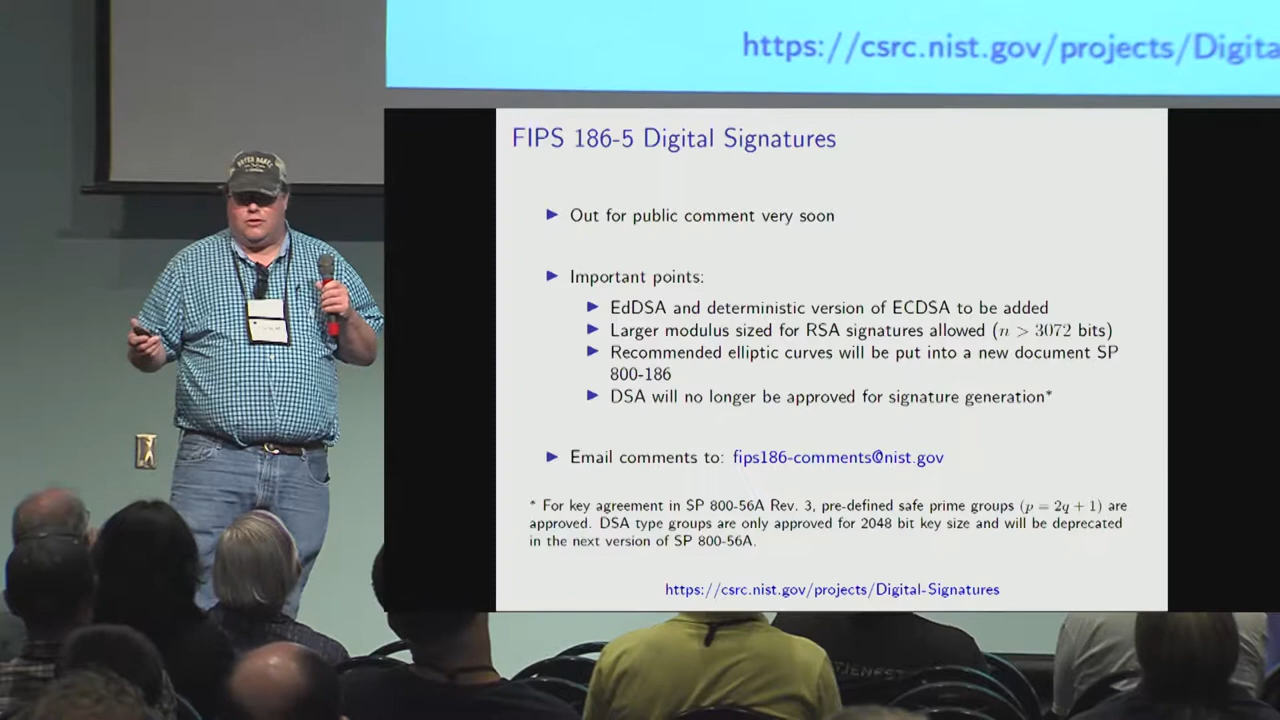 https://csrc.nist.gov/projects/Digita
FIPS 186-5 Digital Signatures
Out for public comment very soon
Important points:
EdDSA and deterministic version of ECDSA to be added
Larger modulus sized for RSA signatures allowed (n > 3072 bits)
Recommended elliptic curves will be put into a new document SP
800-186
DSA will no longer be approved for signature generation*
Email comments to: fips186-comments@nist.gov
* For key agreement in SP 800-56A Rev. 3, pre-defined safe prime groups (p = 2q + 1) are
approved. DSA type groups are only approved for 2048 bit key size and will be deprecated
in the next version of SP 800-56A.
https://csrc.nist.gov/projects/Digital-Signatures